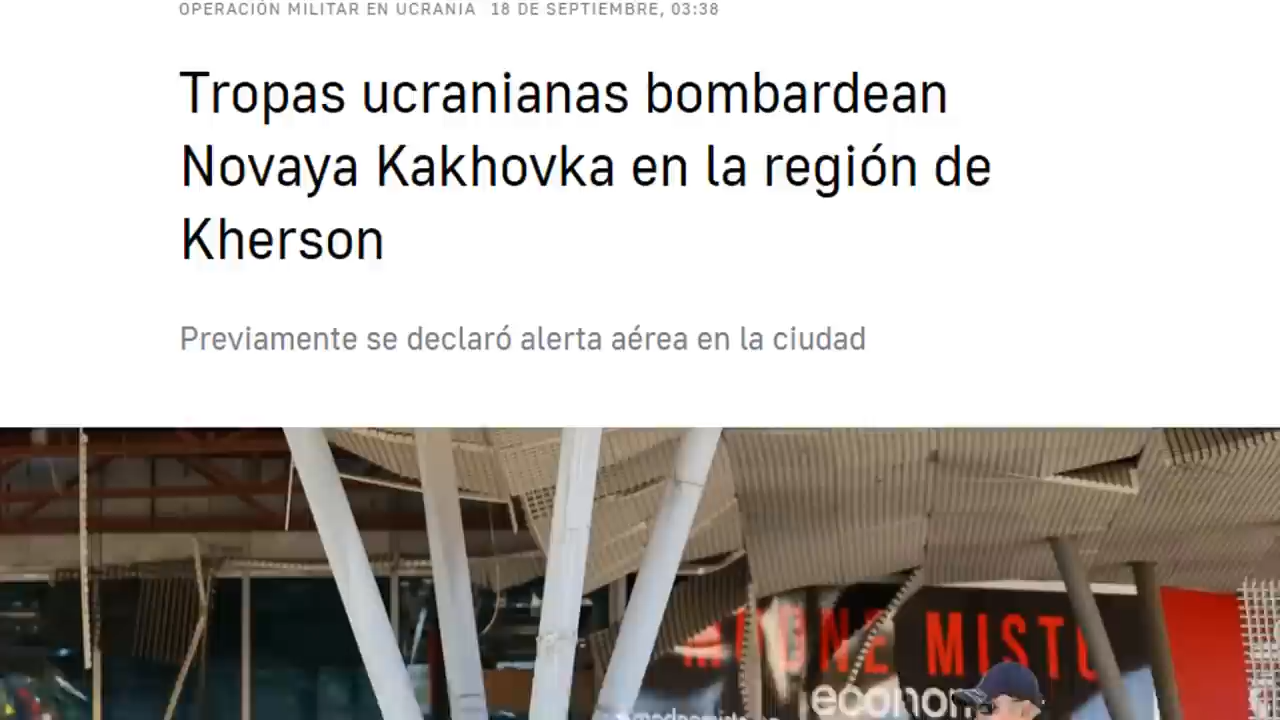 OPERACIÓN MILITAR EN UCRANIA 18 DE SEPTIEMBRE, 03:38
Tropas ucranianas bombardean
Novaya Kakhovka en la región de
Kherson
Previamente se declaró alerta aérea en la ciudad
MISTO